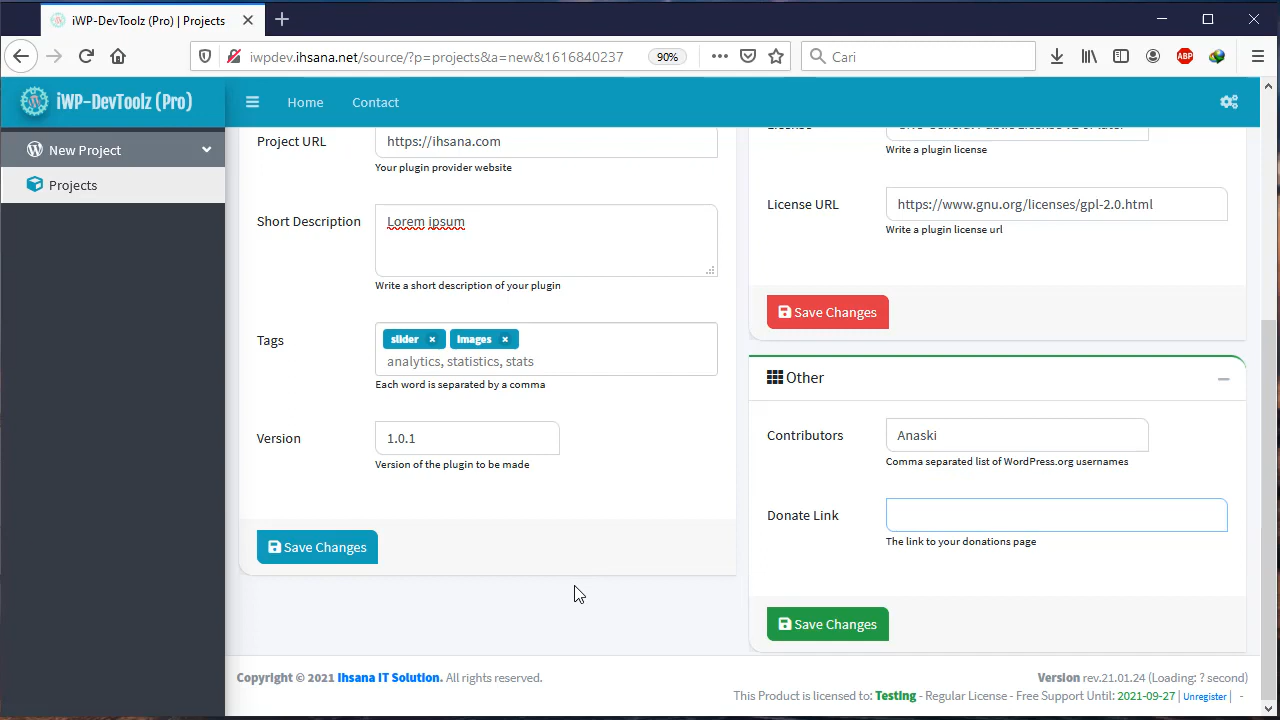 iWP-DevToolz (Pro) | Projects
iwpdev.ihsana.net/source/?p=projects&a=new&1616840237
90%
Cari
ABP
iWP-DevToolz (Pro)
Home
Contact
New Project
Projects
Project URL
https://ihsana.com
Your plugin provider website
Short Description
Lorem ipsum
Write a short description of your plugin
Tags
slider ×
images ×
analytics, statistics, stats
Each word is separated by a comma
Version
1.0.1
Version of the plugin to be made
Save Changes
Write a plugin license
License URL
https://www.gnu.org/licenses/gpl-2.0.html
Write a plugin license url
Save Changes
Other
Contributors
Anaski
Comma separated list of WordPress.org usernames
Donate Link
The link to your donations page
Save Changes
Copyright © 2021 Ihsana IT Solution. All rights reserved.
Version rev.21.01.24 (Loading: ? second)
This Product is licensed to: Testing - Regular License - Free Support Until: 2021-09-27 | Unregister | -